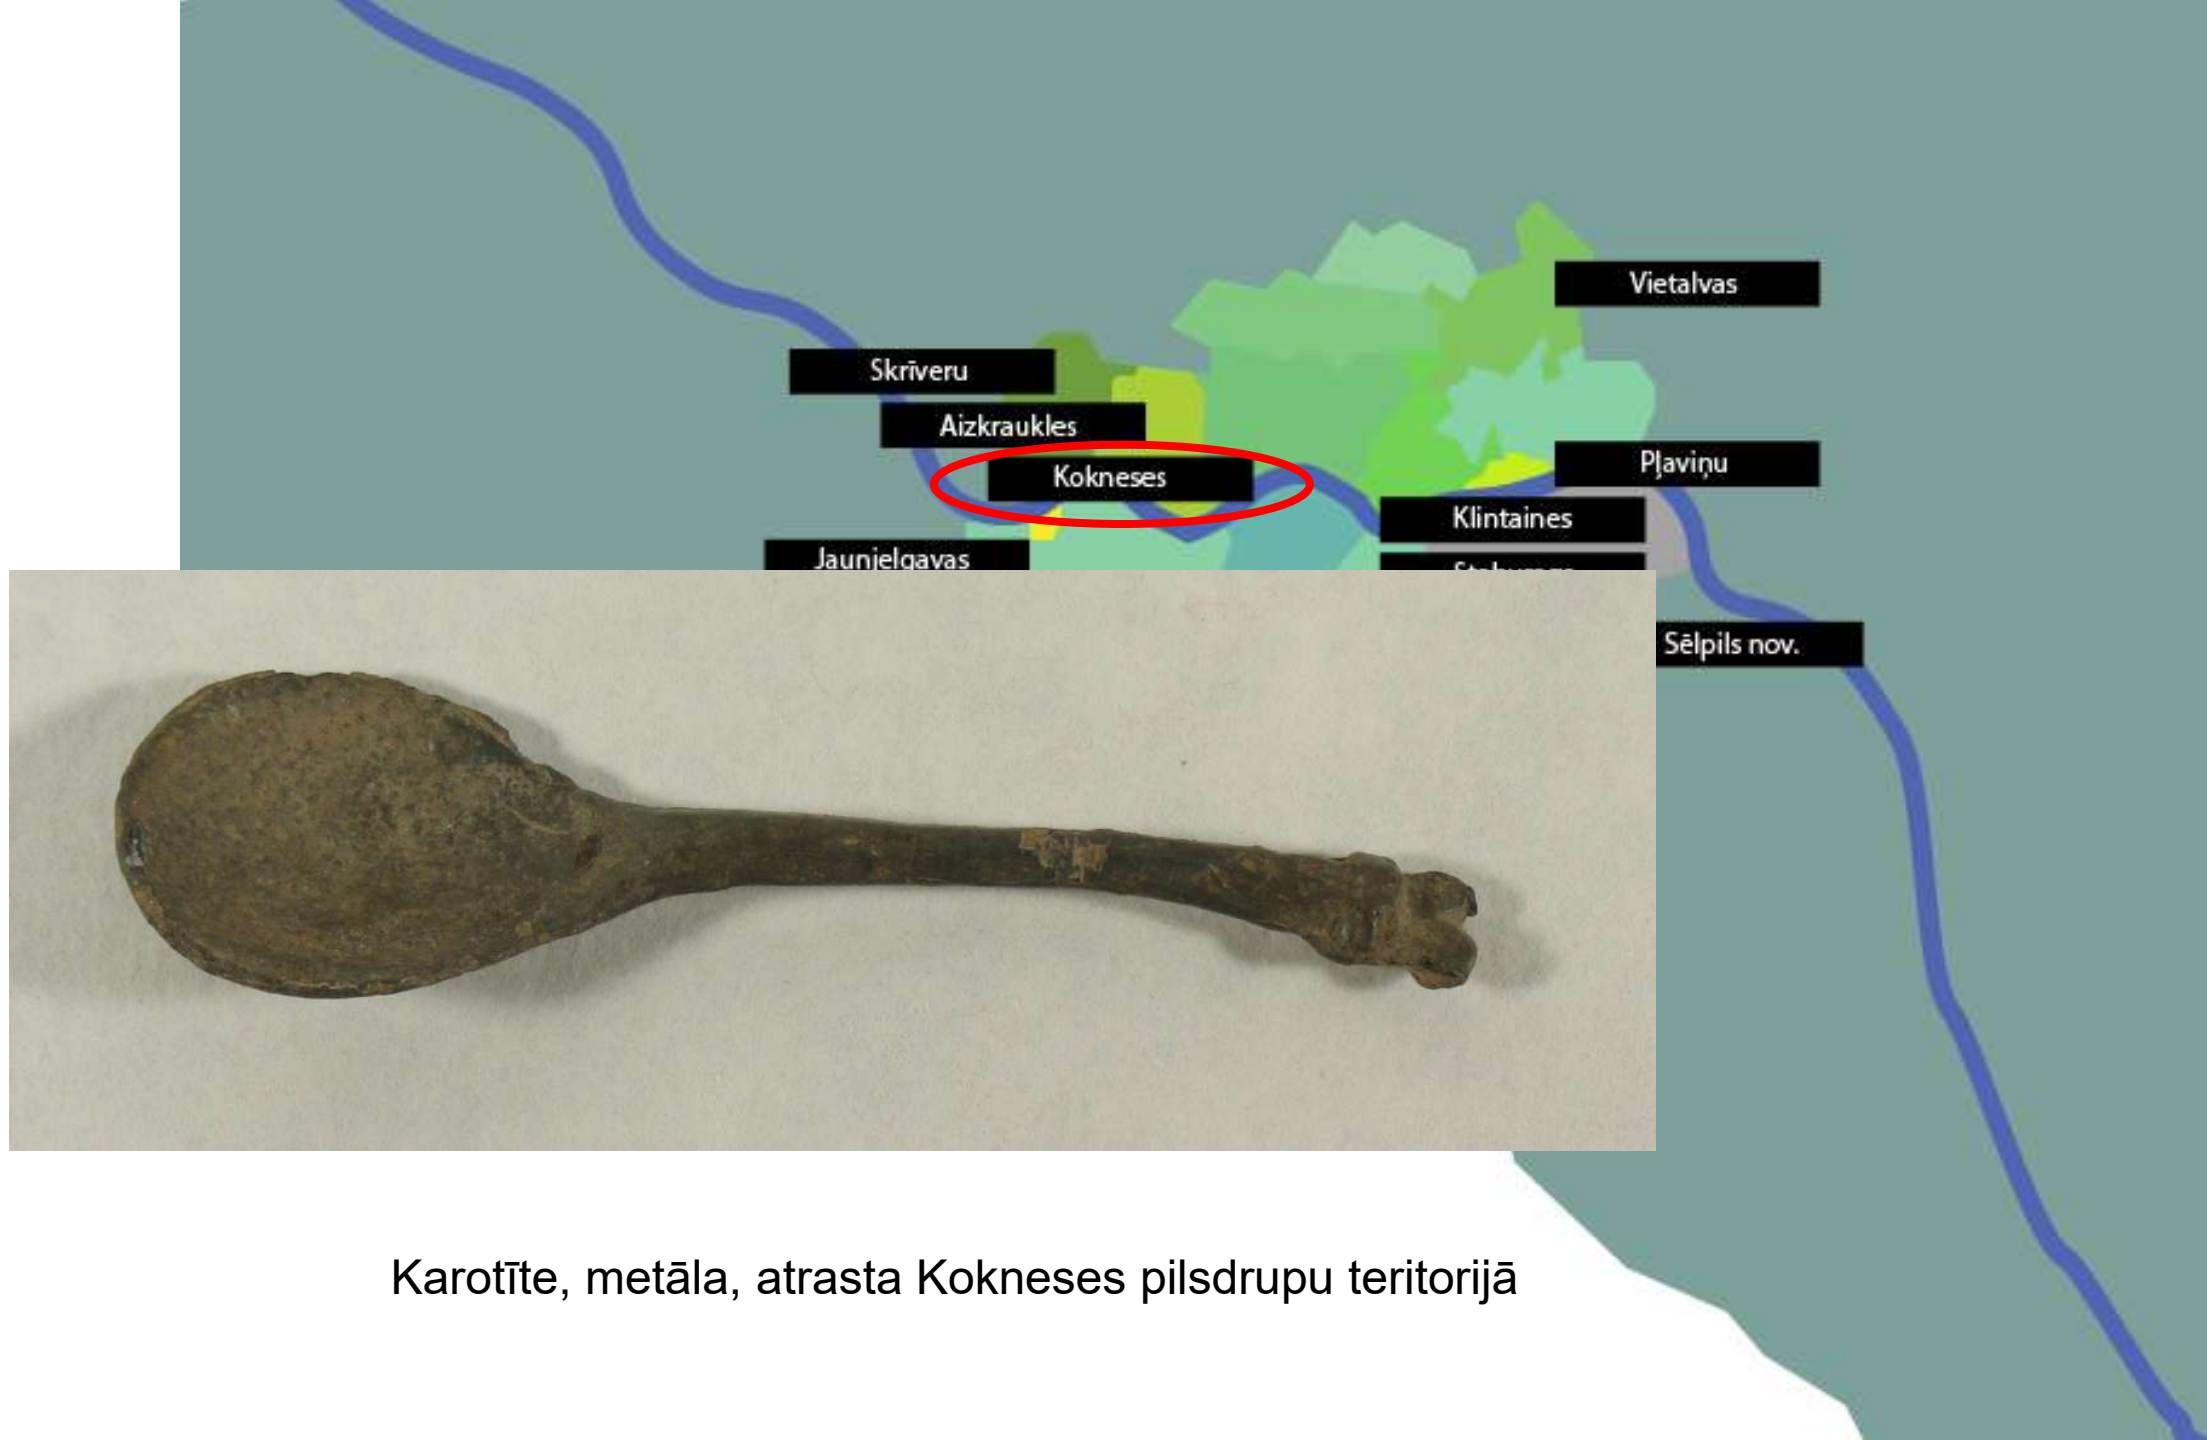 Vietalvas
Skrīveru
Aizkraukles
Pļaviņu
Kokneses
Klintaines
Jaunjelgavas
Sēlpils nov.
Karotīte, metāla, atrasta Kokneses pilsdrupu teritorijā